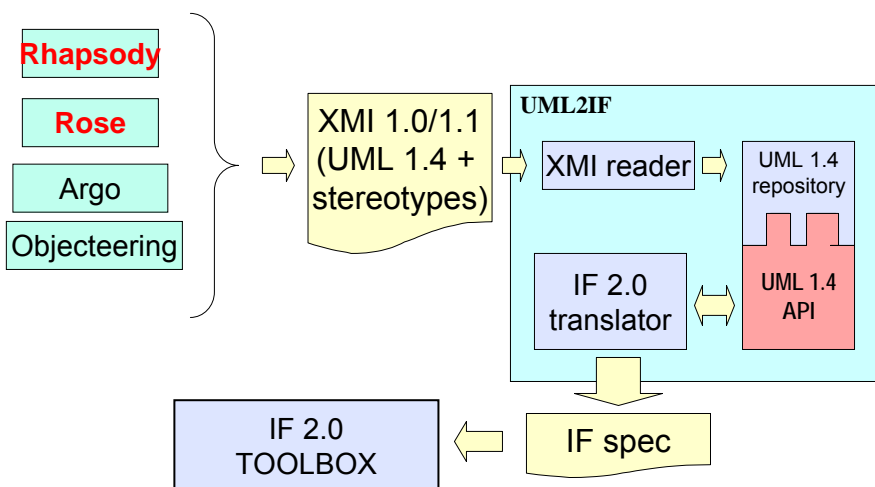 Rhapsody
Rose
Argo
Objecteering
XMI 1.0/1.1
(UML 1.4 +
stereotypes)
UML2IF
XMI reader
UML 1.4
repository
IF 2.0
translator
UML 1.4
API
IF 2.0
TOOLBOX
IF spec